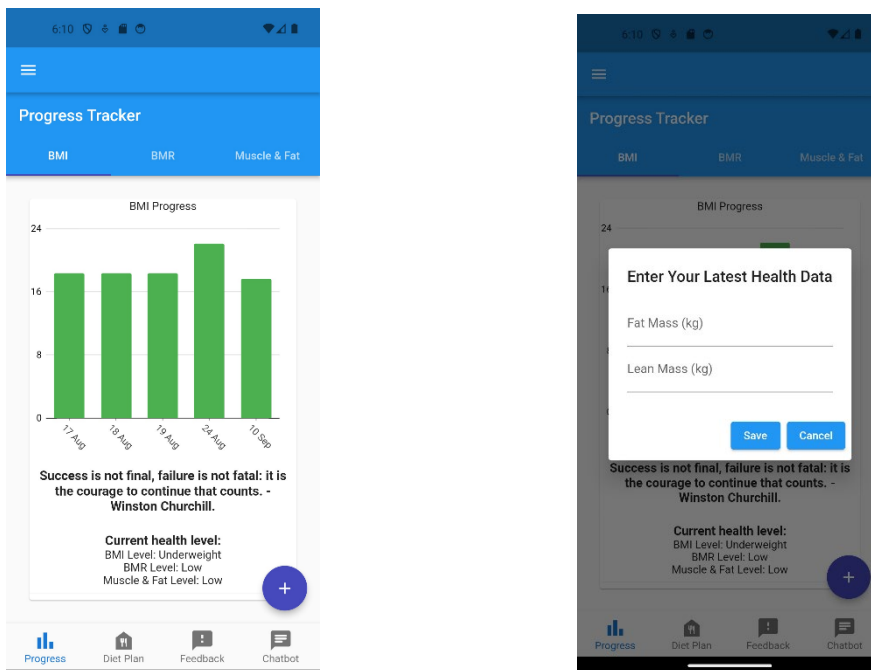 6:10
Progress Tracker
BMI BMR Muscle & Fat
BMI Progress
24
16
8
0
17 Aug 18 Aug 19 Aug 24 Aug 10 Sep
Success is not final, failure is not fatal: it is
the courage to continue that counts. -
Winston Churchill.
Current health level:
BMI Level: Underweight
BMR Level: Low
Muscle & Fat Level: Low
+
Progress Diet Plan Feedback Chatbot
6:10
Progress Tracker
BMI BMR Muscle & Fat
BMI Progress
24
Enter Your Latest Health Data
Fat Mass (kg)
Lean Mass (kg)
Save Cancel
Success is not final, failure is not fatal: it is
the courage to continue that counts. -
Winston Churchill.
Current health level:
BMI Level: Underweight
BMR Level: Low
Muscle & Fat Level: Low
+
Progress Diet Plan Feedback Chatbot